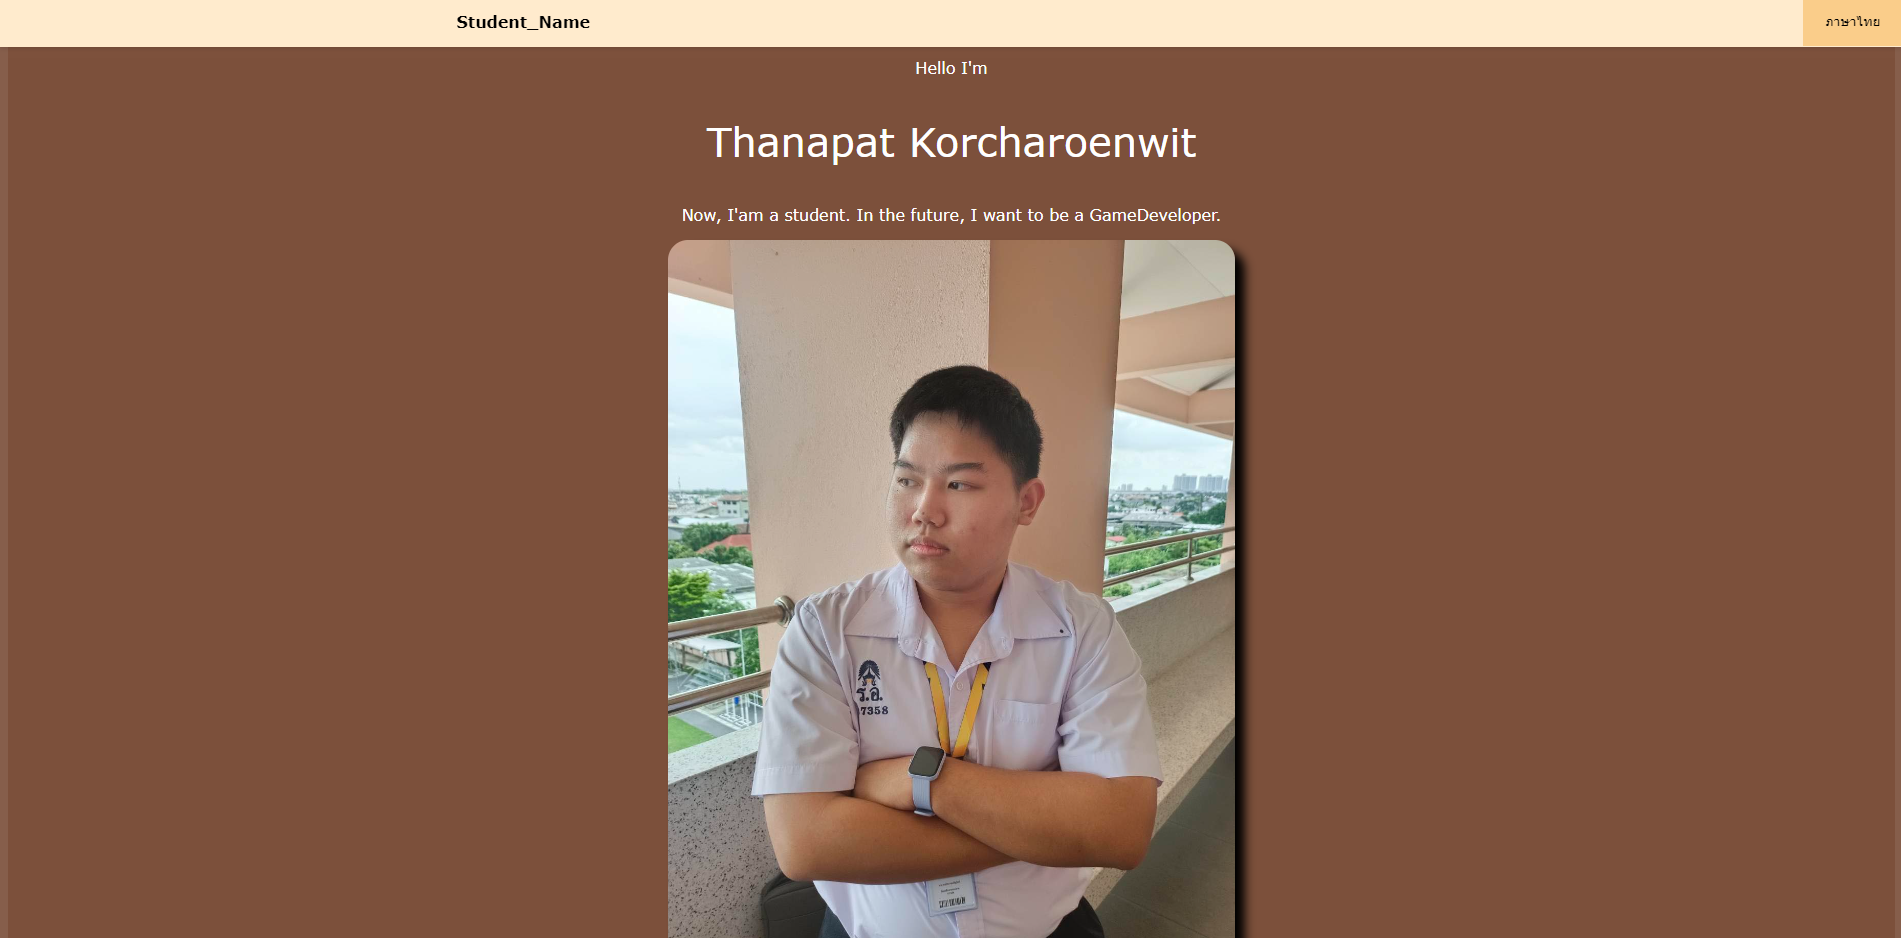 Student_Name
ภาษาไทย
Hello I'm
Thanapat Korcharoenwit
Now, I'am a student. In the future, I want to be a GameDeveloper.
ร.อ.
7358